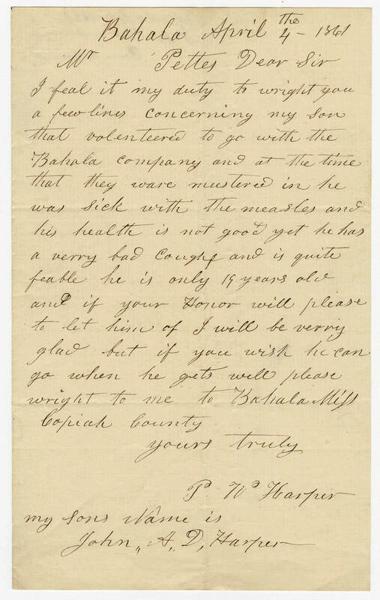 Bahala April the 4 - 1861
Mr Pettes Dear Sir
I feel it my duty to wright you
a few lines concerning my son
that volenteered to go with the
Bahala company and at the time
that they ware mustered in he
was sick with the measles and
his health is not good yet he has
a verry bad cough and is quite
feable he is only 19 years old
and if your Honor will please
to let him of I will be verry
glad but if you wish he can
go when he gets will please
wright to me to Bahala Miss
Copiah County
yours truly
P. Wd Harper
my sons Name is
John, A, D, Harper